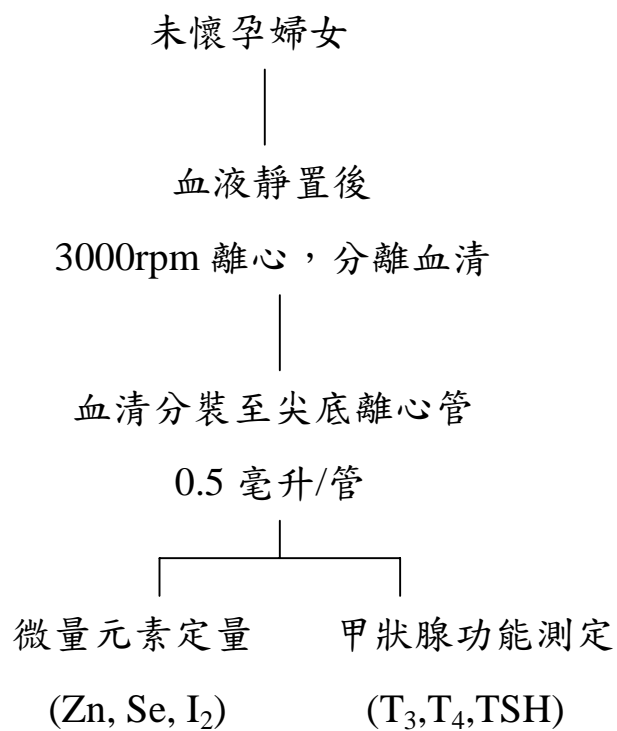 未懷孕婦女
血液靜置後
3000rpm 離心，分離血清
血清分裝至尖底離心管
0.5 毫升/管
微量元素定量 甲狀腺功能測定
(Zn, Se, I₂) (T₃,T₄,TSH)